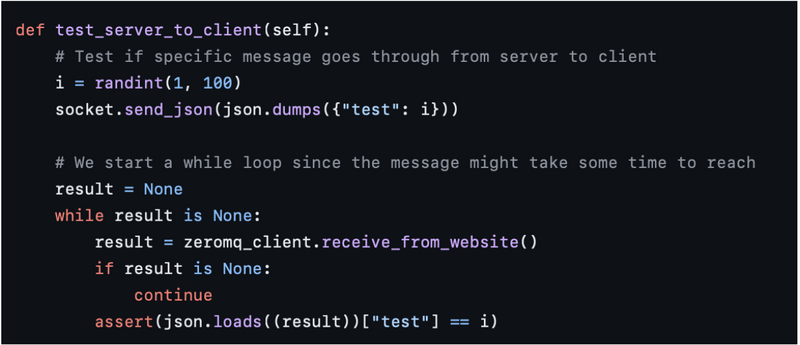 def test_server_to_client(self):
    # Test if specific message goes through from server to client
    i = randint(1, 100)
    socket.send_json(json.dumps({"test": i}))

    # We start a while loop since the message might take some time to reach
    result = None
    while result is None:
        result = zeromq_client.receive_from_website()
        if result is None:
            continue
        assert(json.loads((result))["test"] == i)